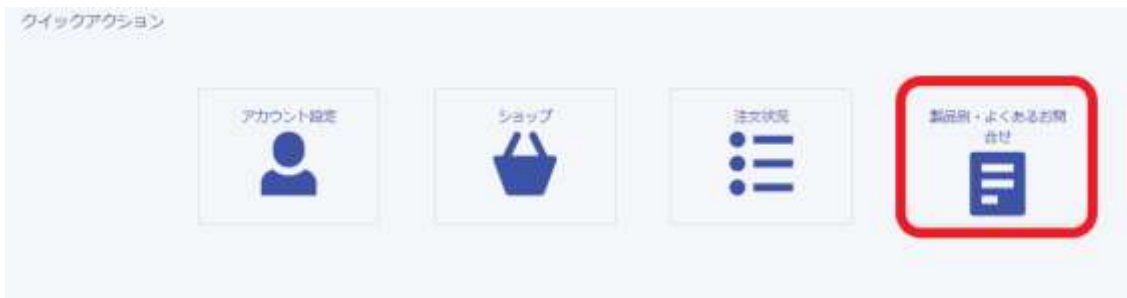 クイックアクション
アカウント設定
ショップ
注文状況
製品別・よくあるお問
合せ